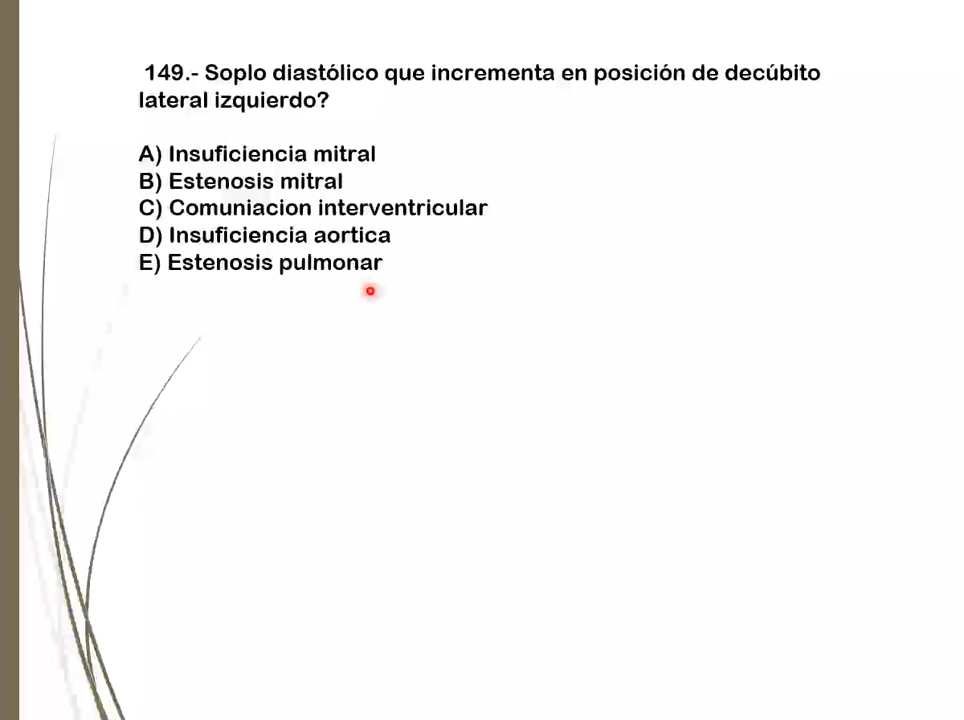 149.- Soplo diastólico que incrementa en posición de decúbito
lateral izquierdo?
A) Insuficiencia mitral
B) Estenosis mitral
C) Comuniacion interventricular
D) Insuficiencia aortica
E) Estenosis pulmonar